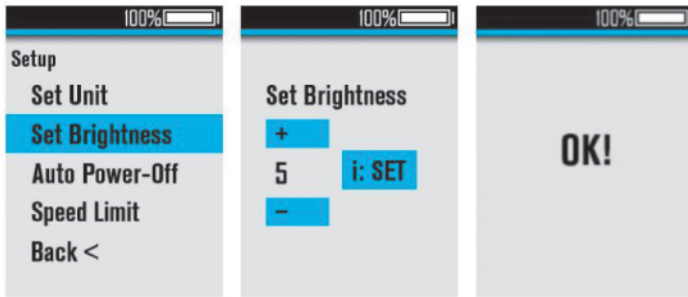 100%
Setup
Set Unit
Set Brightness
Auto Power-Off
Speed Limit
Back <
100%
Set Brightness
+
5
i: SET
−
100%
OK!